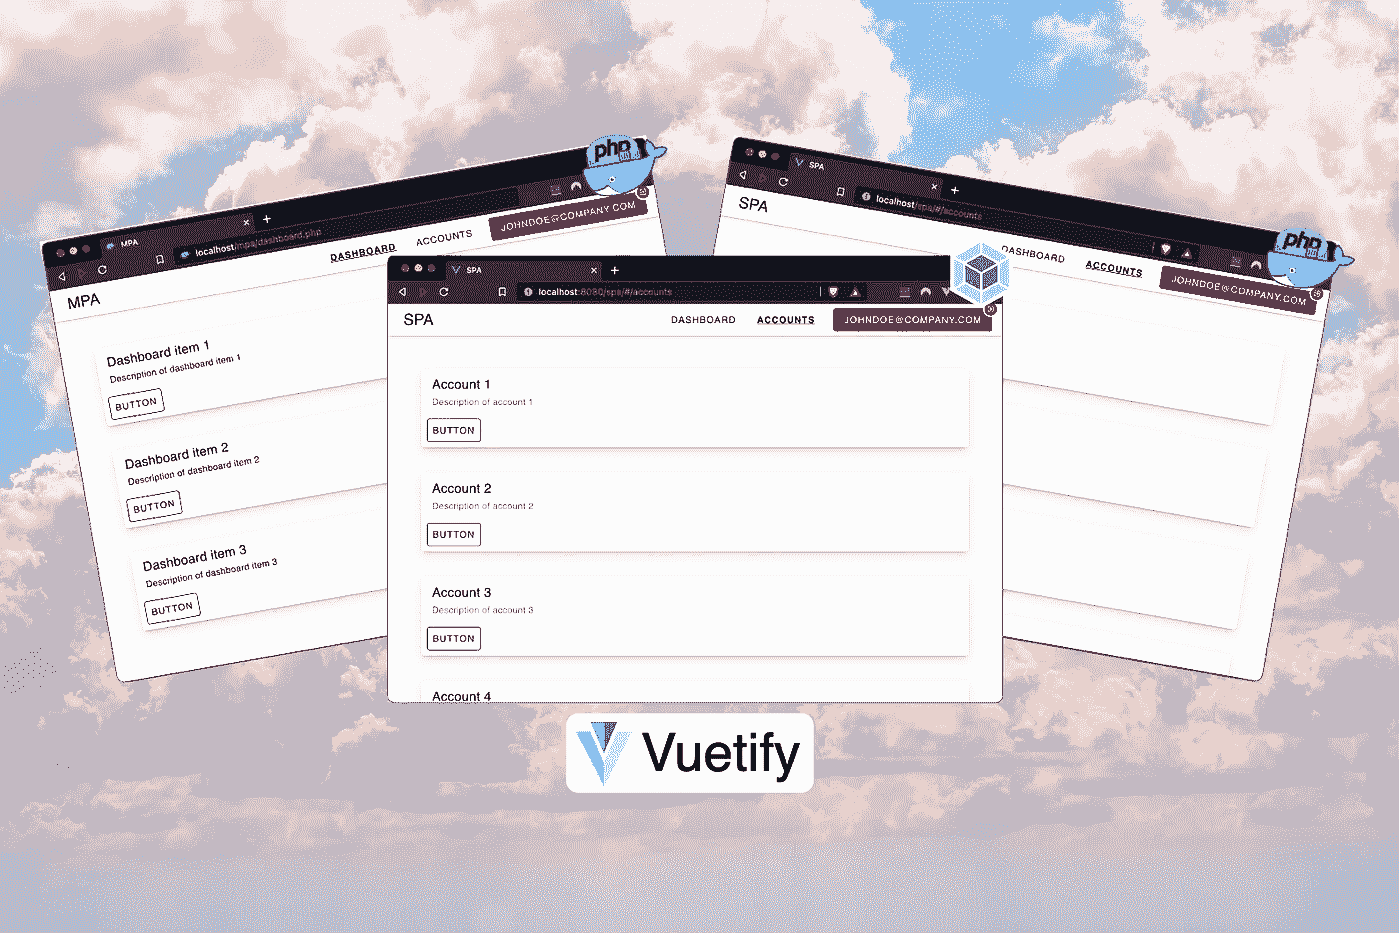 MPA
localhost/mpa/dashboard.php
MPA
DASHBOARD
ACCOUNTS
JOHNDOE@COMPANY.COM
Dashboard item 1
Description of dashboard item 1
BUTTON
Dashboard item 2
Description of dashboard item 2
BUTTON
Dashboard item 3
Description of dashboard item 3
BUTTON
php
SPA
localhost:8080/spa/#/accounts
SPA
DASHBOARD
ACCOUNTS
JOHNDOE@COMPANY.COM
Account 1
Description of account 1
BUTTON
Account 2
Description of account 2
BUTTON
Account 3
Description of account 3
BUTTON
Account 4
SPA
localhost/spa/#/accounts
SPA
DASHBOARD
ACCOUNTS
JOHNDOE@COMPANY.COM
php
Vuetify